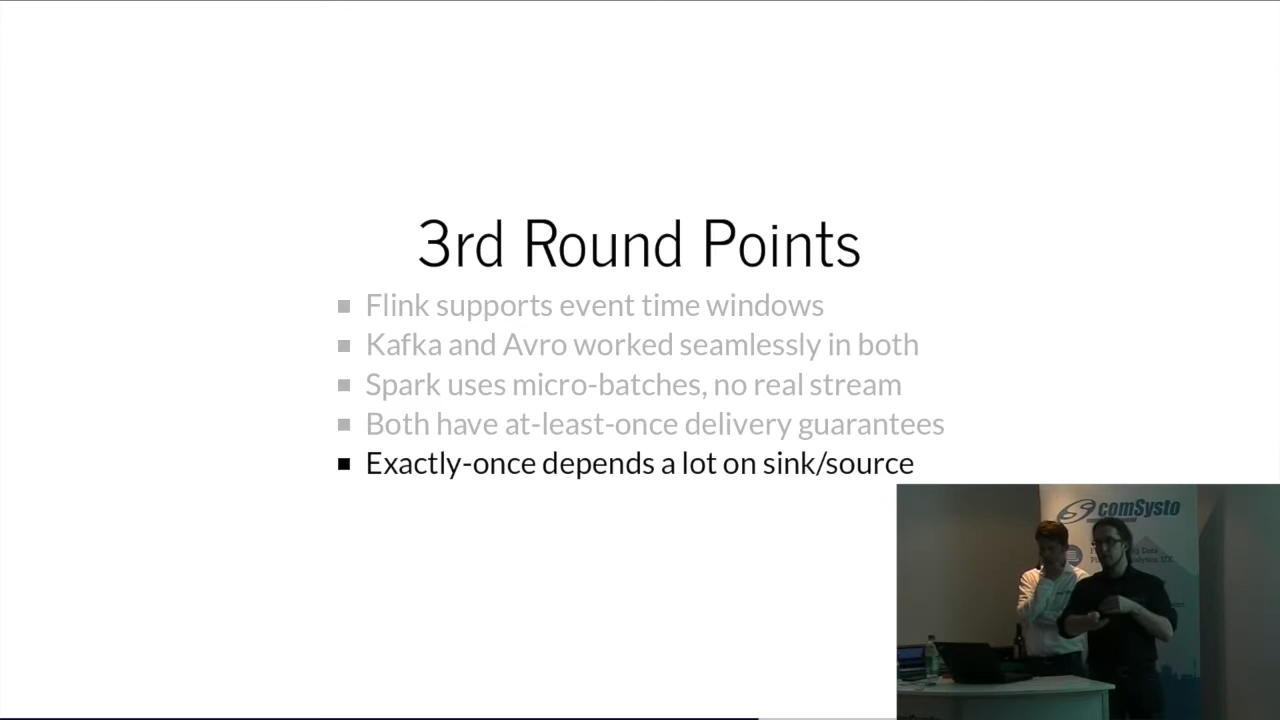 3rd Round Points
Flink supports event time windows
Kafka and Avro worked seamlessly in both
Spark uses micro-batches, no real stream
Both have at-least-once delivery guarantees
Exactly-once depends a lot on sink/source
comSysto
Data